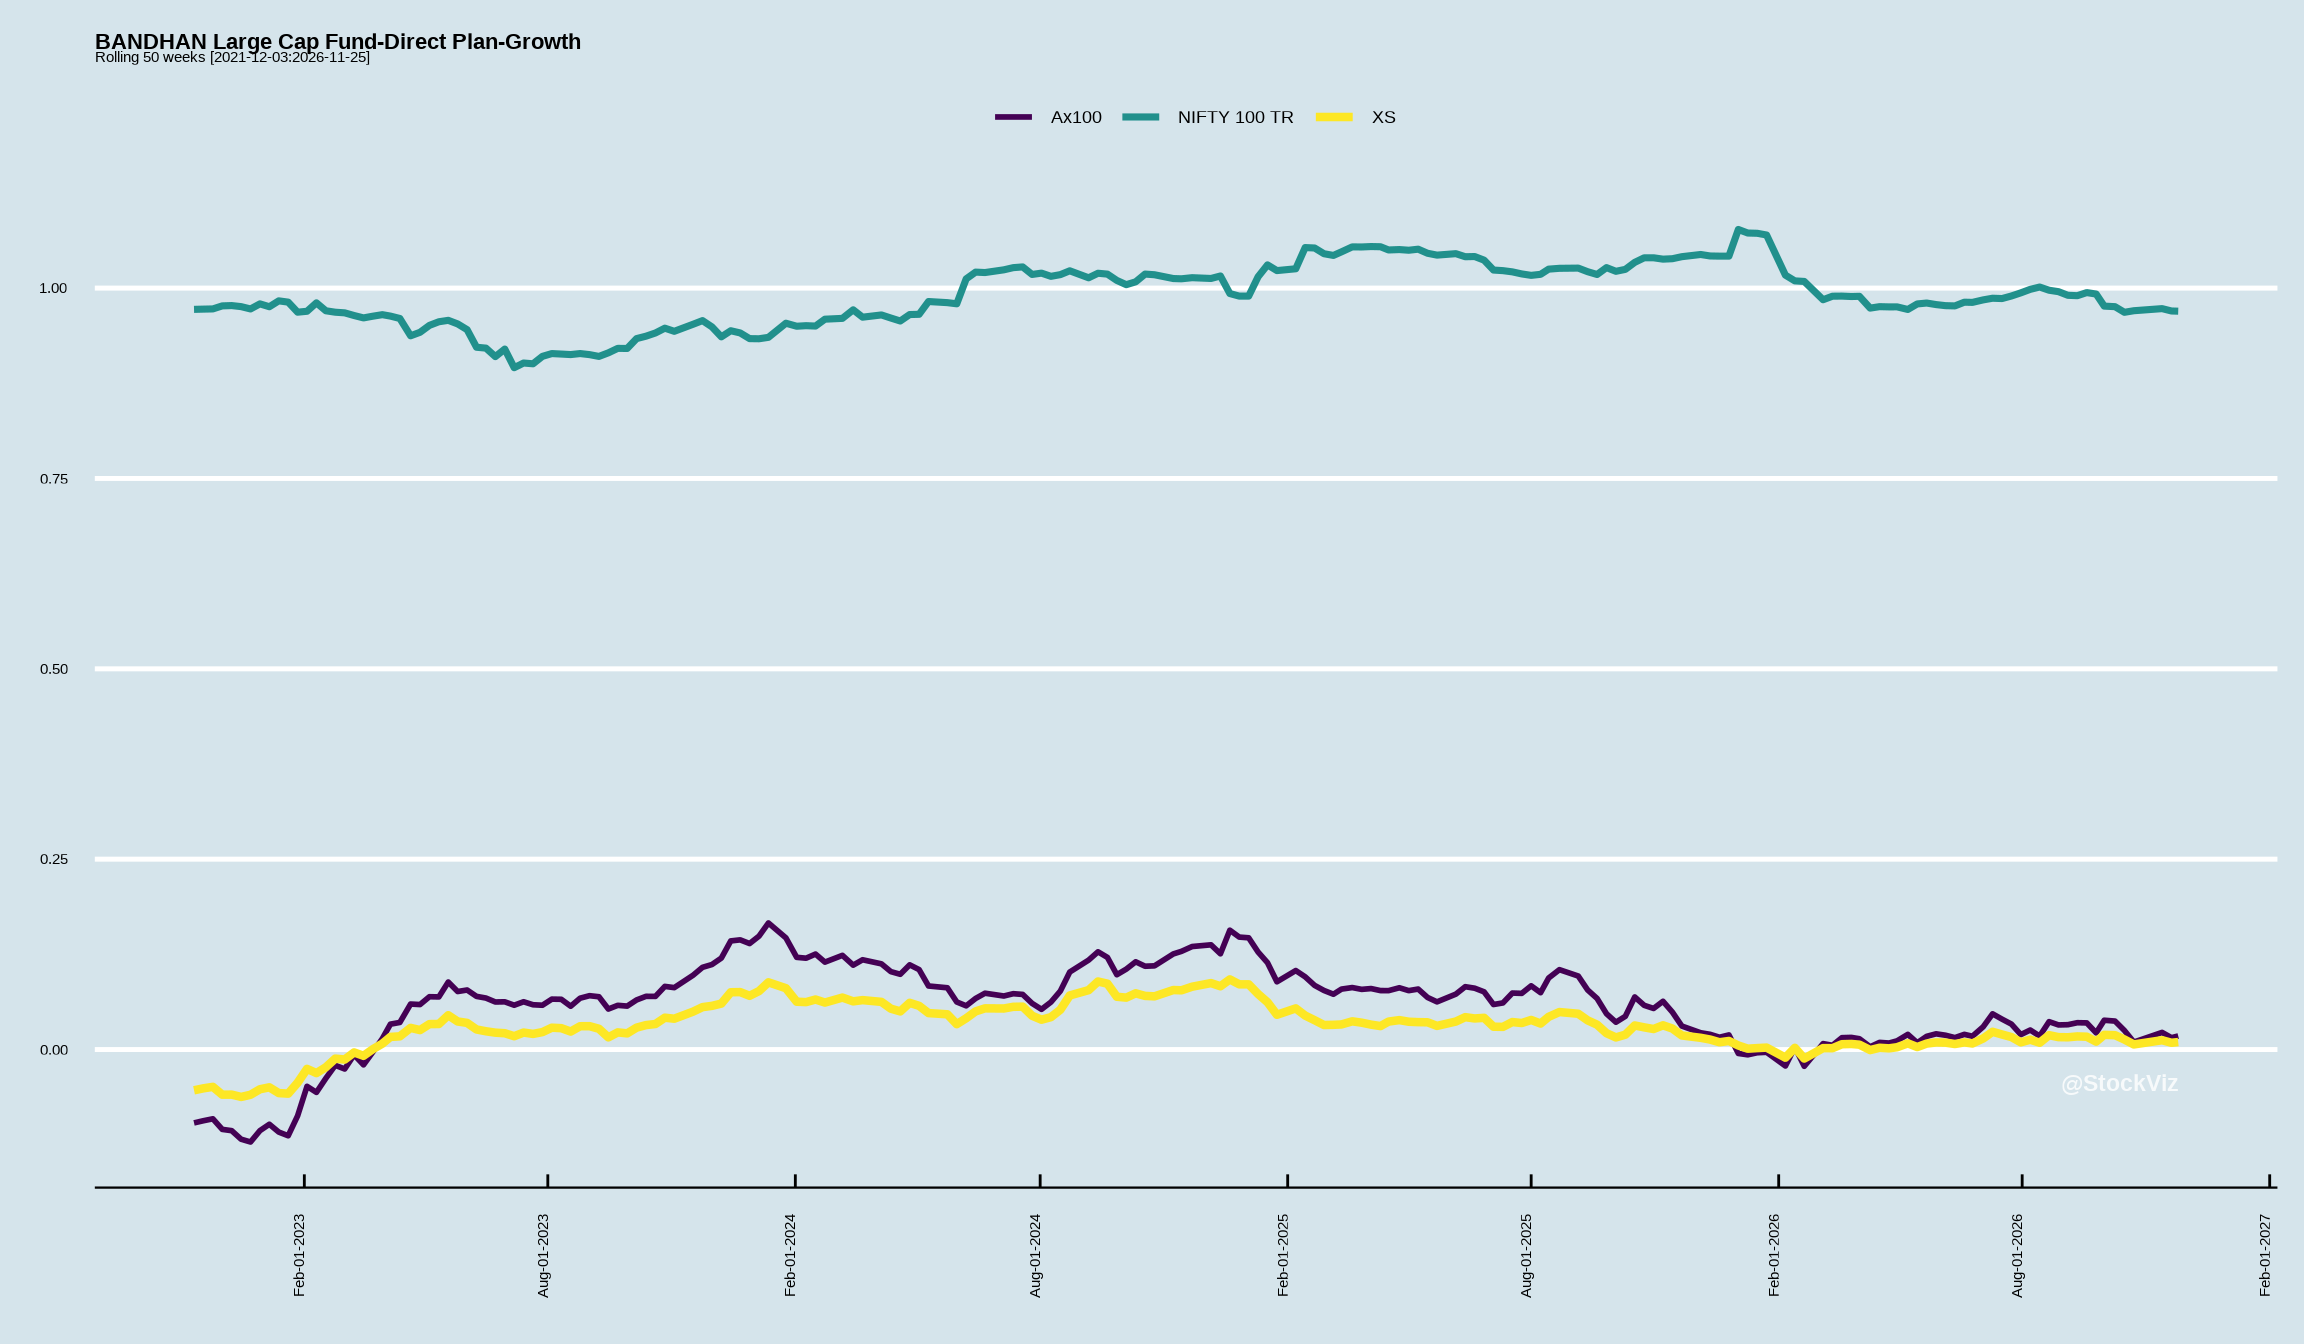 BANDHAN Large Cap Fund-Direct Plan-Growth
Rolling 50 weeks [2021-12-03:2026-11-25]
Ax100 NIFTY 100 TR XS
1.00
0.75
0.50
0.25
0.00
@StockViz
Feb-01-2023 Aug-01-2023 Feb-01-2024 Aug-01-2024 Feb-01-2025 Aug-01-2025 Feb-01-2026 Aug-01-2026 Feb-01-2027